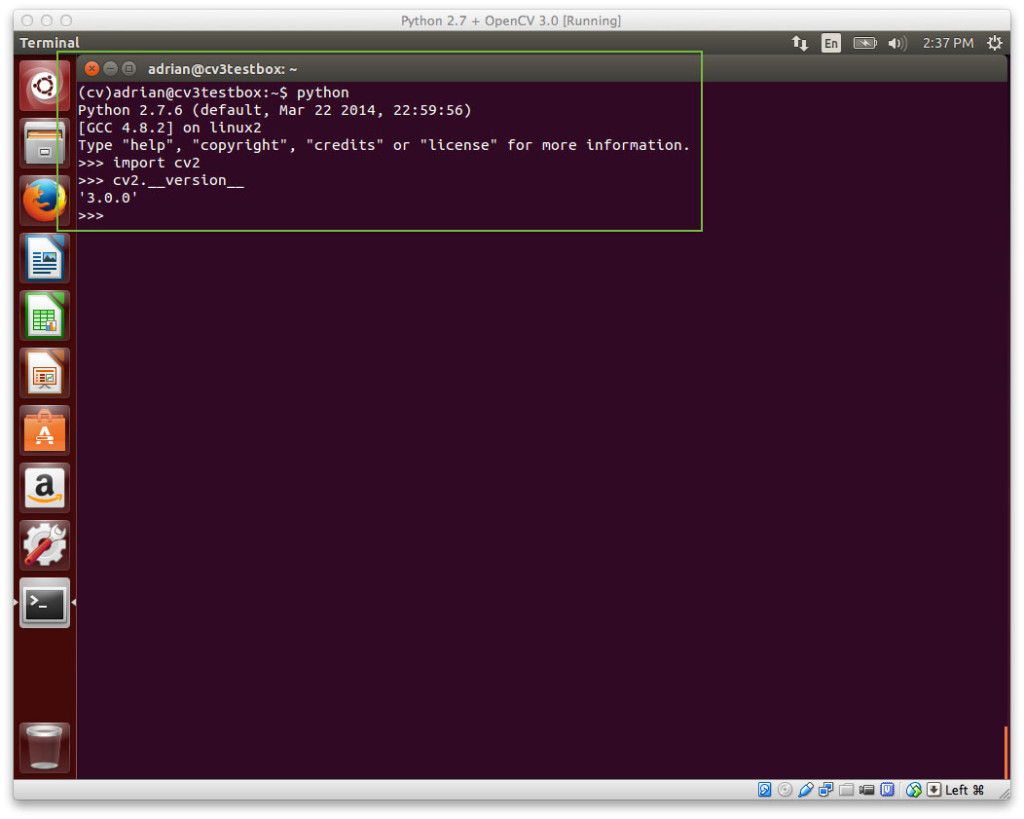 Python 2.7 + OpenCV 3.0 [Running]
Terminal
En
2:37 PM
adrian@cv3testbox: ~
(cv)adrian@cv3testbox:~$ python
Python 2.7.6 (default, Mar 22 2014, 22:59:56)
[GCC 4.8.2] on linux2
Type "help", "copyright", "credits" or "license" for more information.
>>> import cv2
>>> cv2.__version__
'3.0.0'
>>>
a
>_
Left ⌘